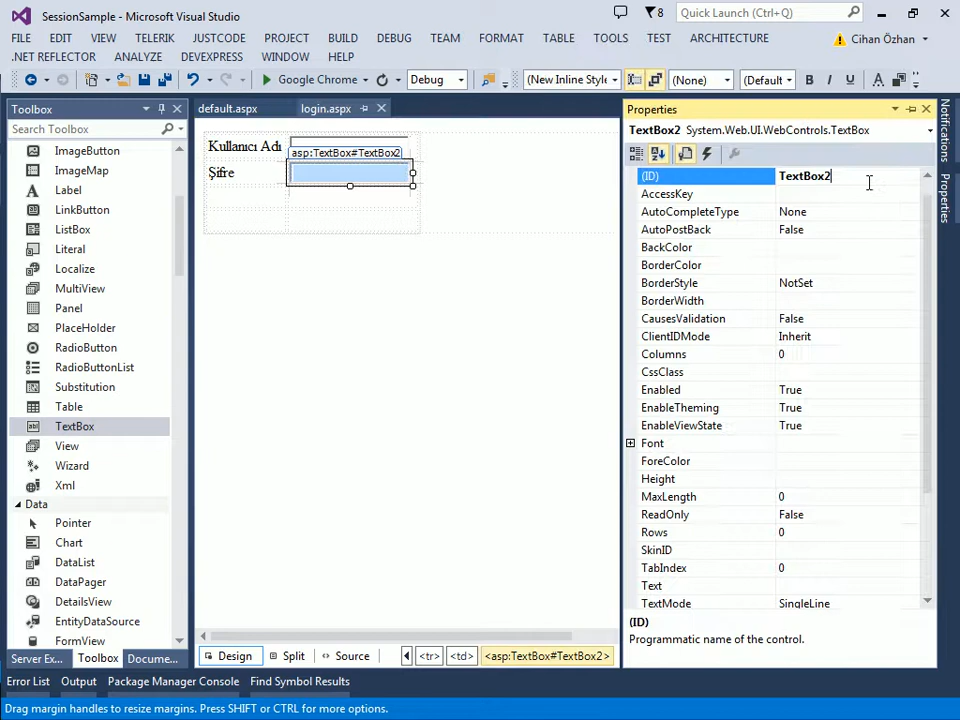 SessionSample - Microsoft Visual Studio
8
Quick Launch (Ctrl+Q)
FILE EDIT VIEW TELERIK JUSTCODE PROJECT BUILD DEBUG TEAM FORMAT TABLE TOOLS TEST ARCHITECTURE
Cihan Özhan
.NET REFLECTOR ANALYZE DEVEXPRESS WINDOW HELP
Google Chrome Debug (New Inline Style (None) (Default B I U A
Toolbox
Search Toolbox
ImageButton
ImageMap
Label
LinkButton
ListBox
Literal
Localize
MultiView
Panel
PlaceHolder
RadioButton
RadioButtonList
Substitution
Table
TextBox
View
Wizard
Xml
Data
Pointer
Chart
DataList
DataPager
DetailsView
EntityDataSource
FormView
Server Ex... Toolbox Docume...
default.aspx login.aspx
Kullanıcı Adı
asp:TextBox#TextBox2
Şifre
Design Split Source <tr> <td> <asp:TextBox#TextBox2>
Properties
TextBox2 System.Web.UI.WebControls.TextBox
(ID) TextBox2
AccessKey
AutoCompleteType None
AutoPostBack False
BackColor
BorderColor
BorderStyle NotSet
BorderWidth
CausesValidation False
ClientIDMode Inherit
Columns 0
CssClass
Enabled True
EnableTheming True
EnableViewState True
Font
ForeColor
Height
MaxLength 0
ReadOnly False
Rows 0
SkinID
TabIndex 0
Text
TextMode SingleLine
(ID)
Programmatic name of the control.
Notifications
Properties
Error List Output Package Manager Console Find Symbol Results
Drag margin handles to resize margins. Press SHIFT or CTRL for more options.